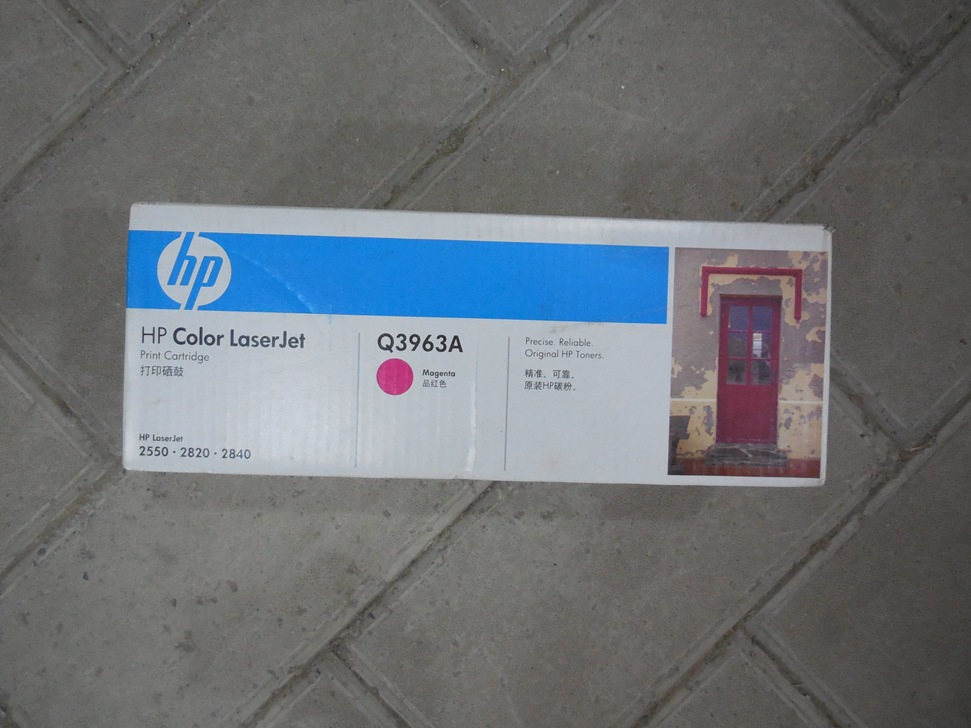 hp
HP Color LaserJet
Print Cartridge
打印硒鼓
HP LaserJet
2550 · 2820 · 2840
Q3963A
Magenta
品红色
Precise. Reliable.
Original HP Toners.
精准、可靠、
原装HP碳粉。